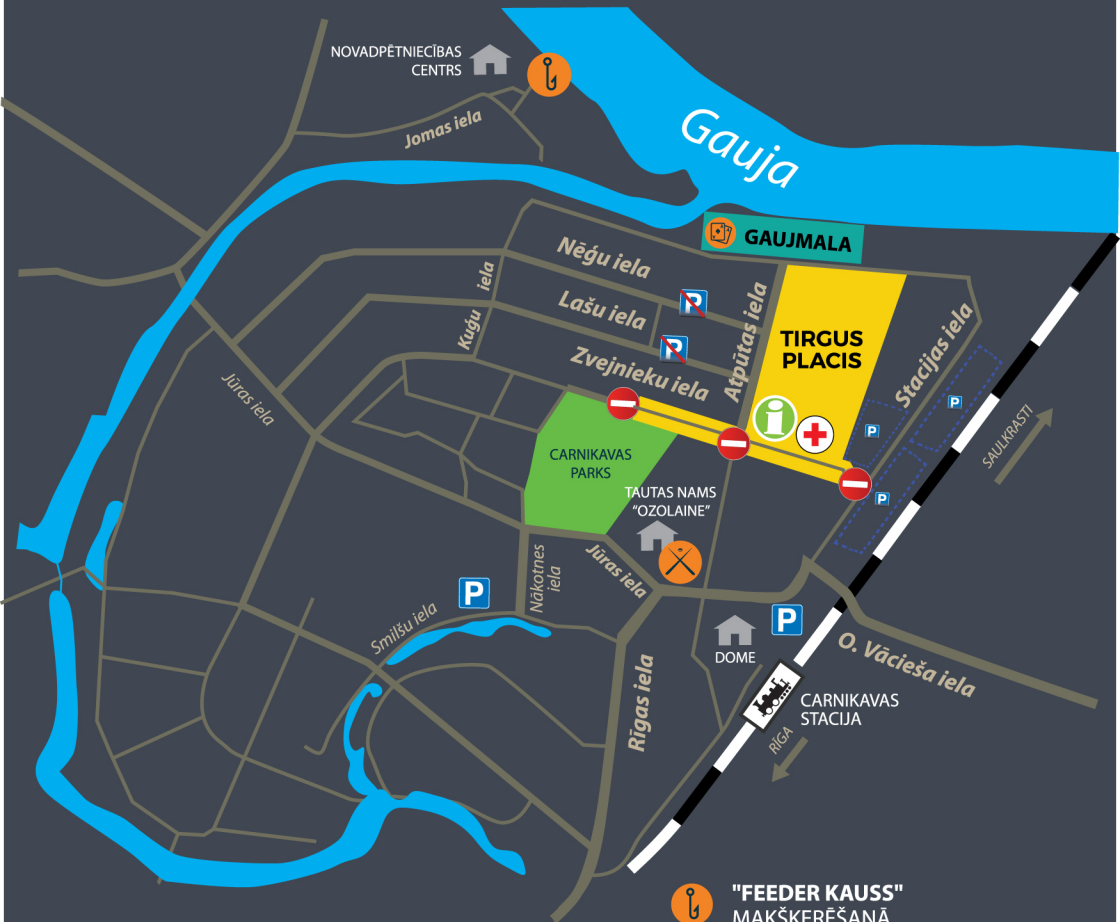 NOVADPĒTNIECĪBAS
CENTRS
Jomas iela
Gauja
GAUJMALA
Nēģu iela
Kuģu iela
Lašu iela
P
Atpūtas iela
TIRGUS
PLACIS
Stacijas iela
Zvejnieku iela
P
Jūras iela
P
P
SAULKRASTI
i
CARNIKAVAS
PARKS
TAUTAS NAMS
"OZOLAINE"
P
Nākotnes
iela
Jūras iela
P
Smilšu iela
P
DOME
O. Vācieša iela
Rīgas iela
CARNIKAVAS
STACIJA
RĪGA
"FEEDER KAUSS"
MAKŠĶERĒŠANĀ